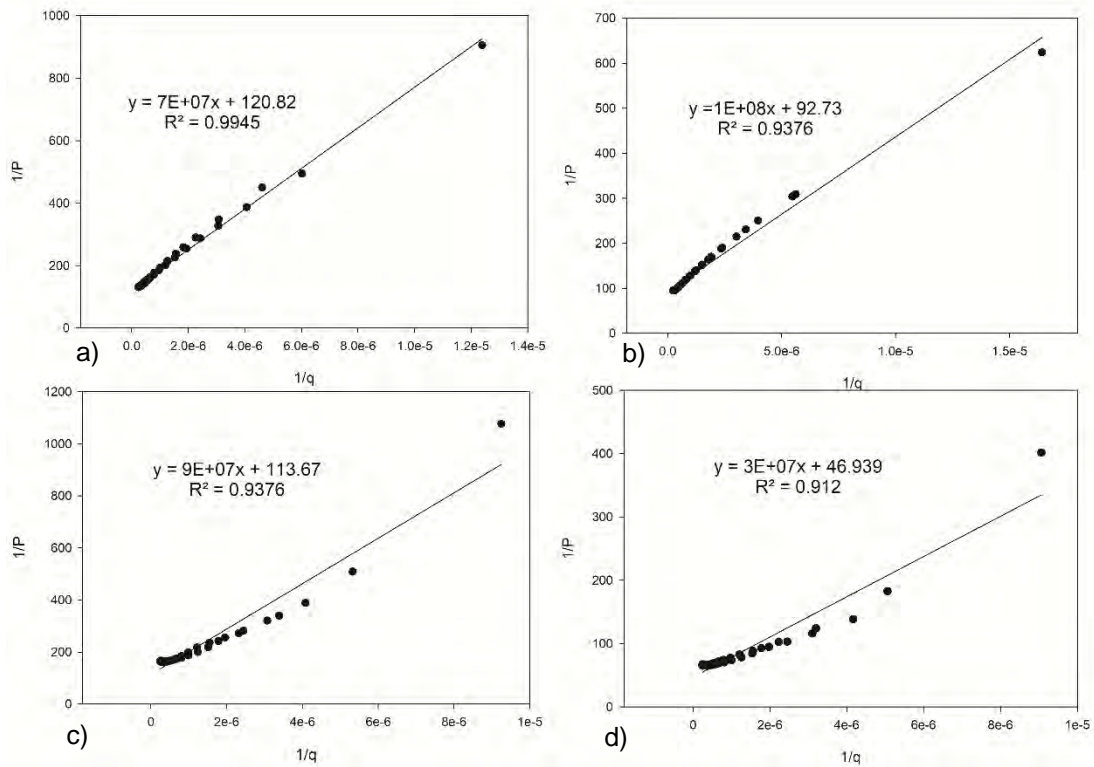 1000
800
600
400
200
0
1/P
y = 7E+07x + 120.82
R² = 0.9945
0.0
2.0e-6
4.0e-6
6.0e-6
8.0e-6
1.0e-5
1.2e-5
1.4e-5
a)
1/q
700
600
500
400
300
200
100
0
1/P
y =1E+08x + 92.73
R² = 0.9376
0.0
5.0e-6
1.0e-5
1.5e-5
b)
1/q
1200
1000
800
600
400
200
0
1/P
y = 9E+07x + 113.67
R² = 0.9376
0
2e-6
4e-6
6e-6
8e-6
1e-5
c)
1/q
500
400
300
200
100
0
1/P
y = 3E+07x + 46.939
R² = 0.912
0
2e-6
4e-6
6e-6
8e-6
1e-5
d)
1/q